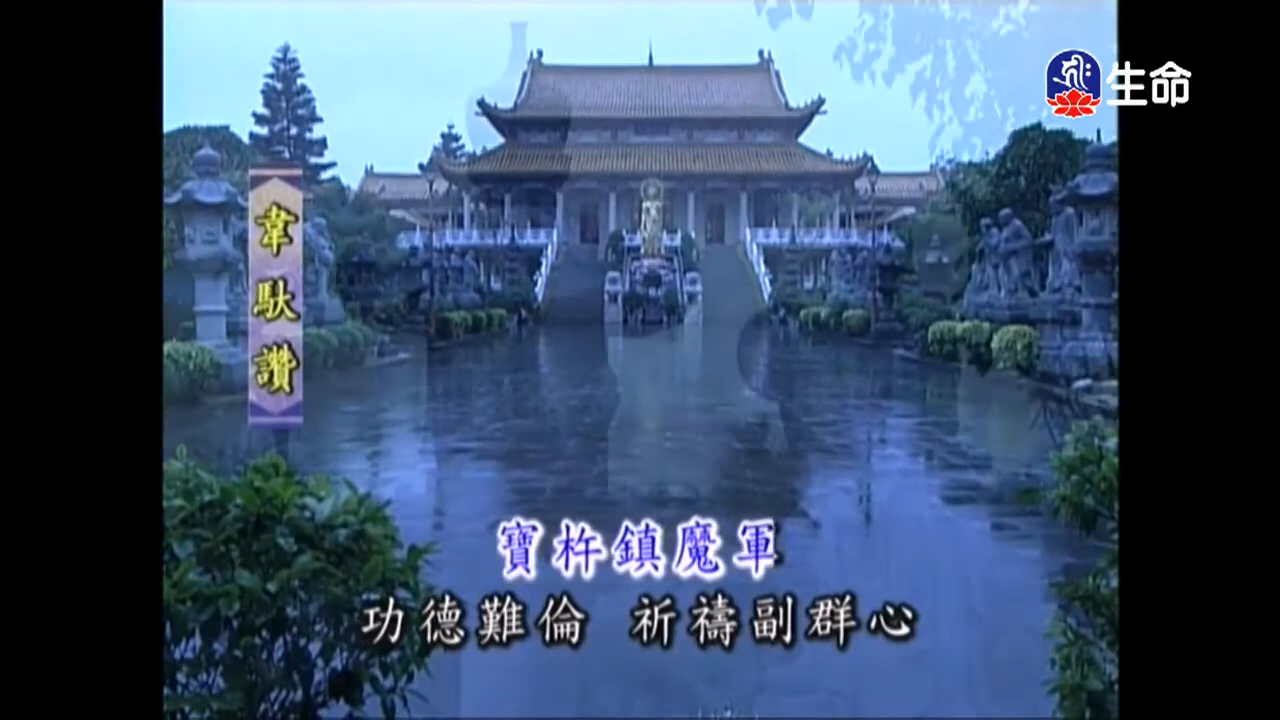 生命
韋馱讚
寶杵鎮魔軍
功德難倫 祈禱副群心